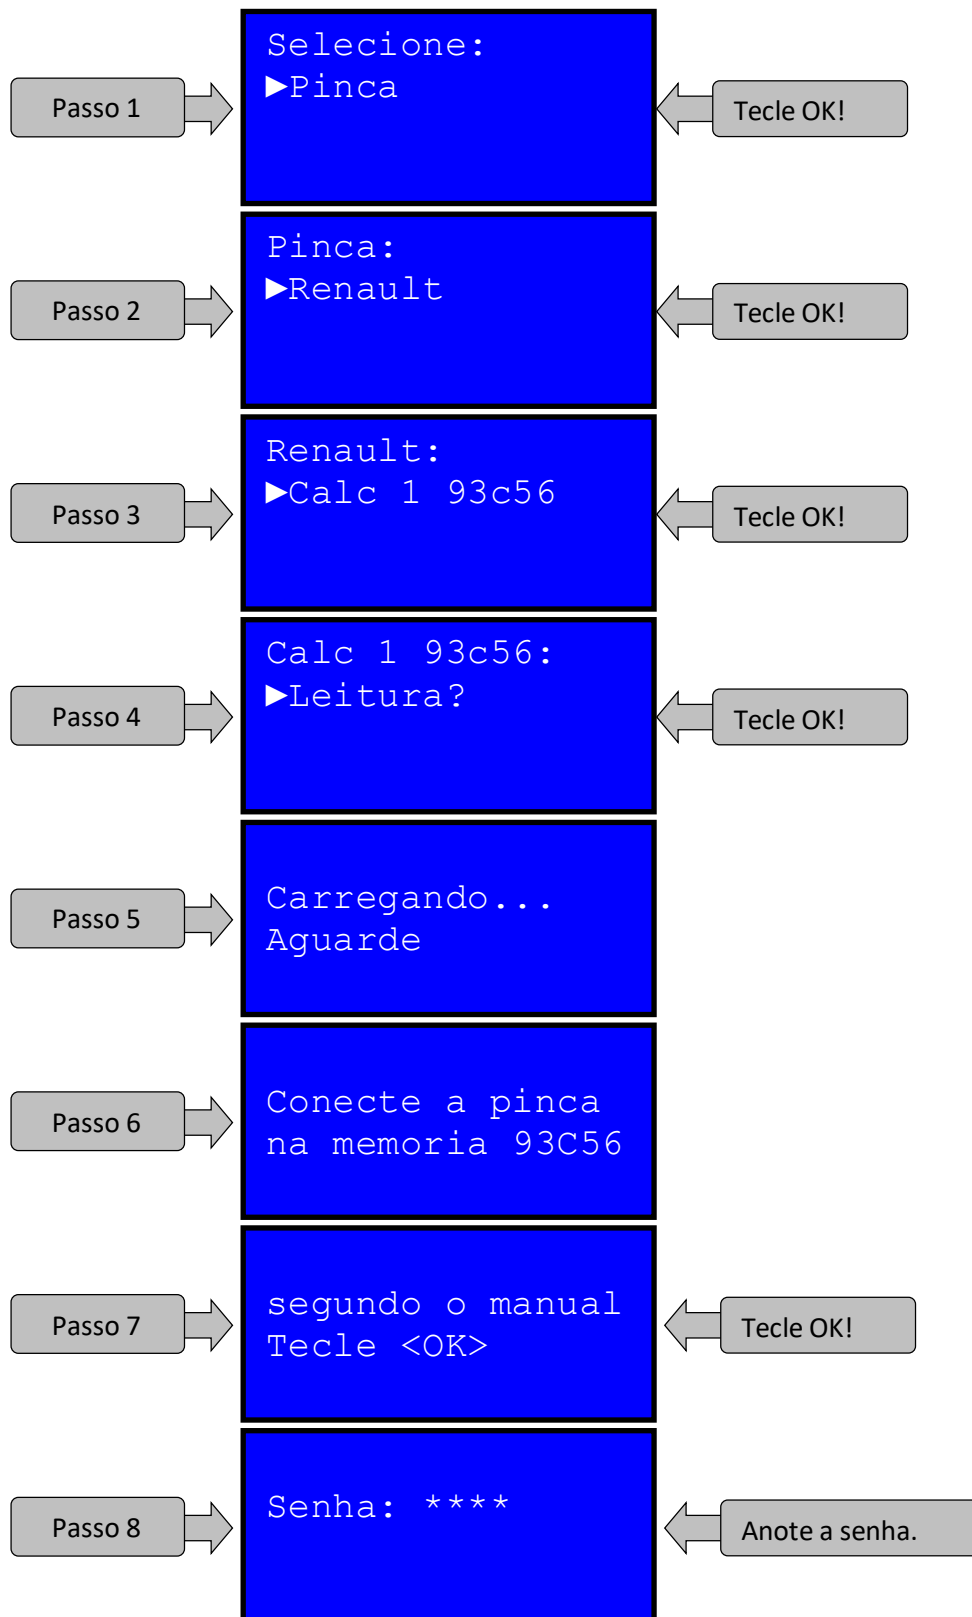 Selecione:
Passo 1 ►Pinca Tecle OK!
Pinca:
Passo 2 ►Renault Tecle OK!
Renault:
Passo 3 ►Calc 1 93c56 Tecle OK!
Calc 1 93c56:
Passo 4 ►Leitura? Tecle OK!
Passo 5 Carregando...
Aguarde
Passo 6 Conecte a pinca
na memoria 93C56
Passo 7 segundo o manual
Tecle <OK> Tecle OK!
Passo 8 Senha: **** Anote a senha.